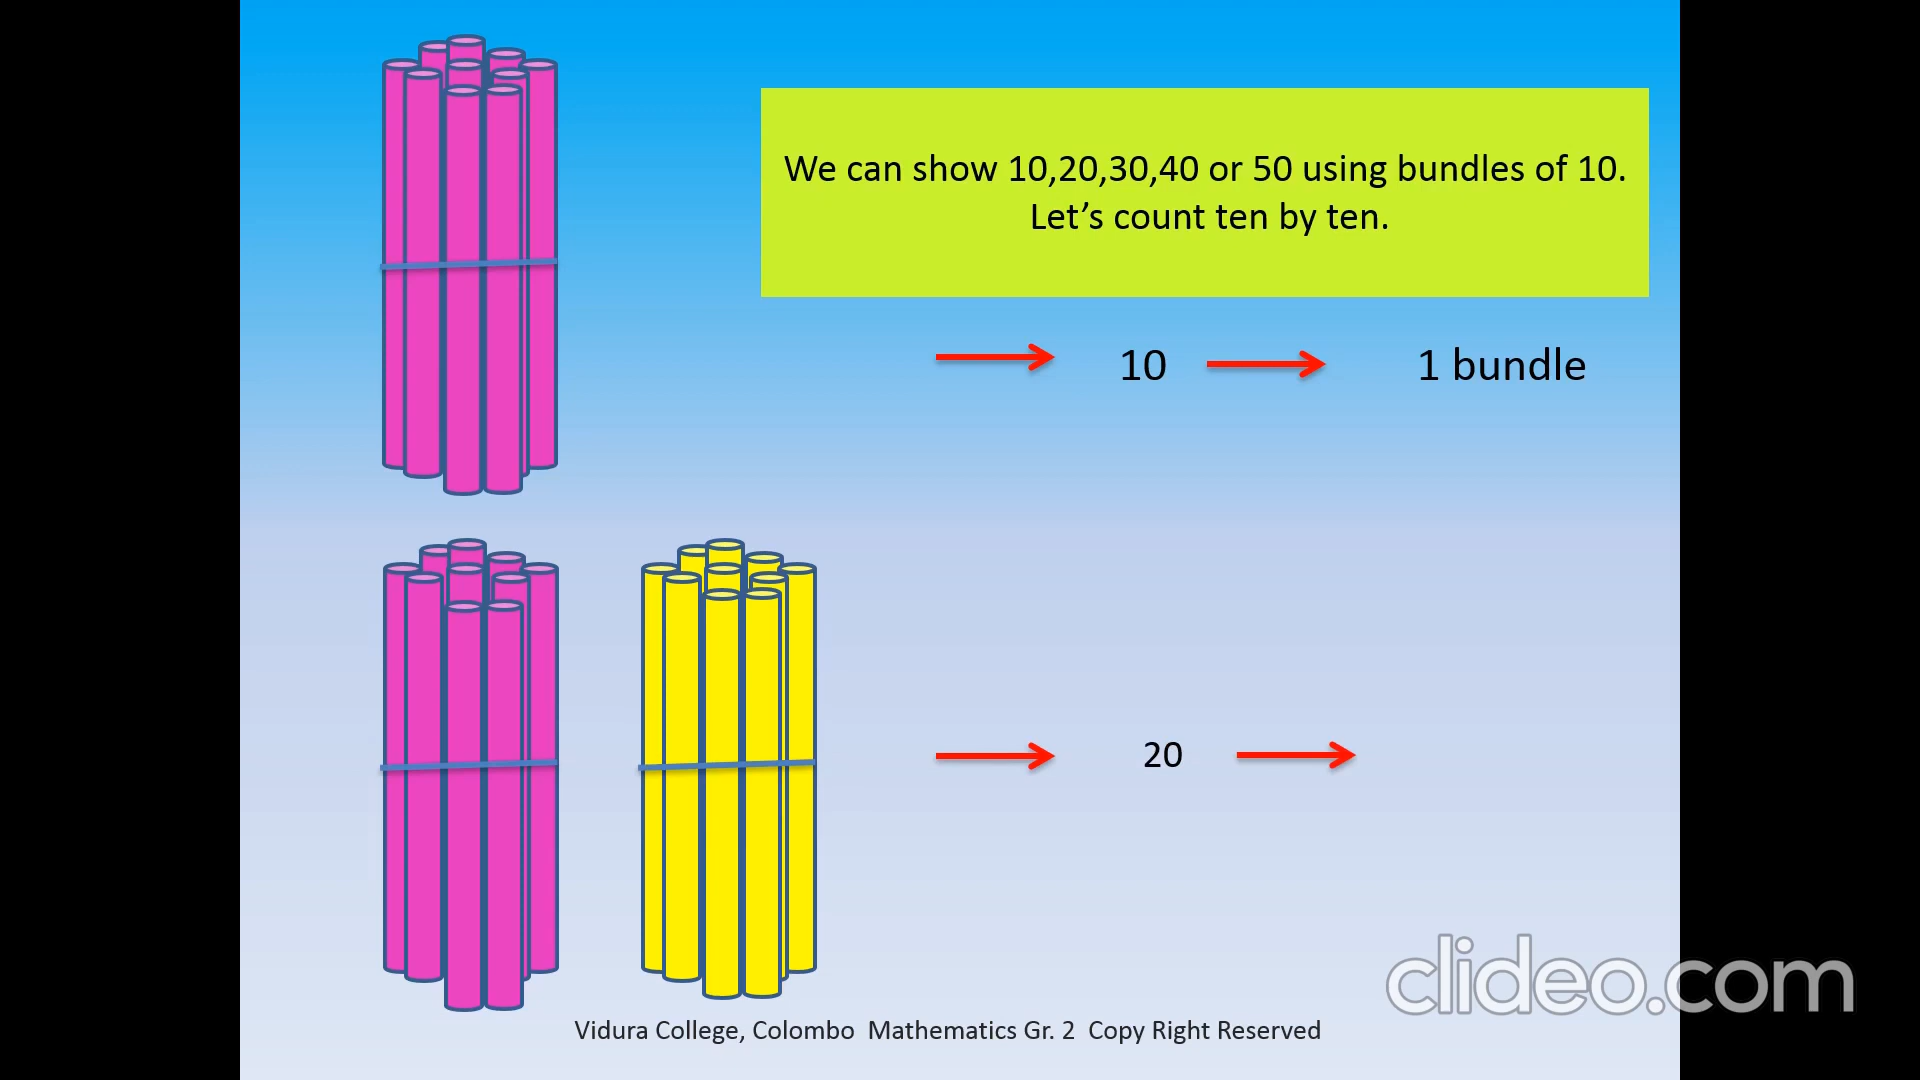 We can show 10,20,30,40 or 50 using bundles of 10.
Let’s count ten by ten.
10
1 bundle
20
clideo.com
Vidura College, Colombo  Mathematics Gr. 2  Copy Right Reserved